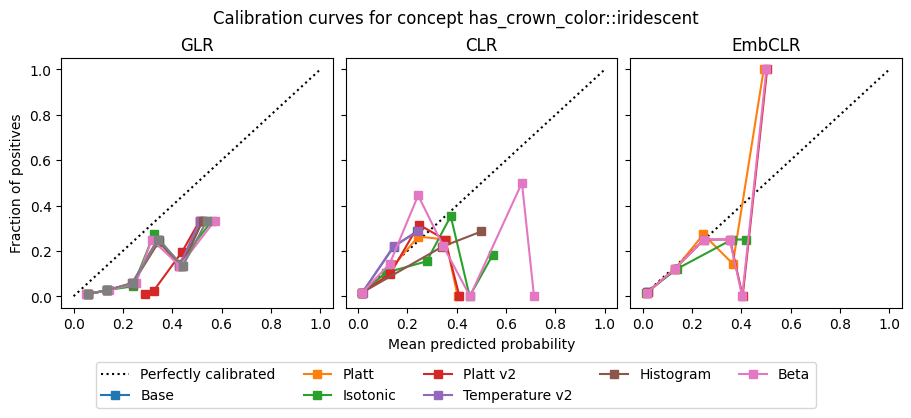 Calibration curves for concept has_crown_color::iridescent
GLR
CLR
EmbCLR
Fraction of positives
1.0
0.8
0.6
0.4
0.2
0.0
0.0 0.2 0.4 0.6 0.8 1.0
0.0 0.2 0.4 0.6 0.8 1.0
0.0 0.2 0.4 0.6 0.8 1.0
Mean predicted probability
Perfectly calibrated
Base
Platt
Isotonic
Platt v2
Temperature v2
Histogram
Beta